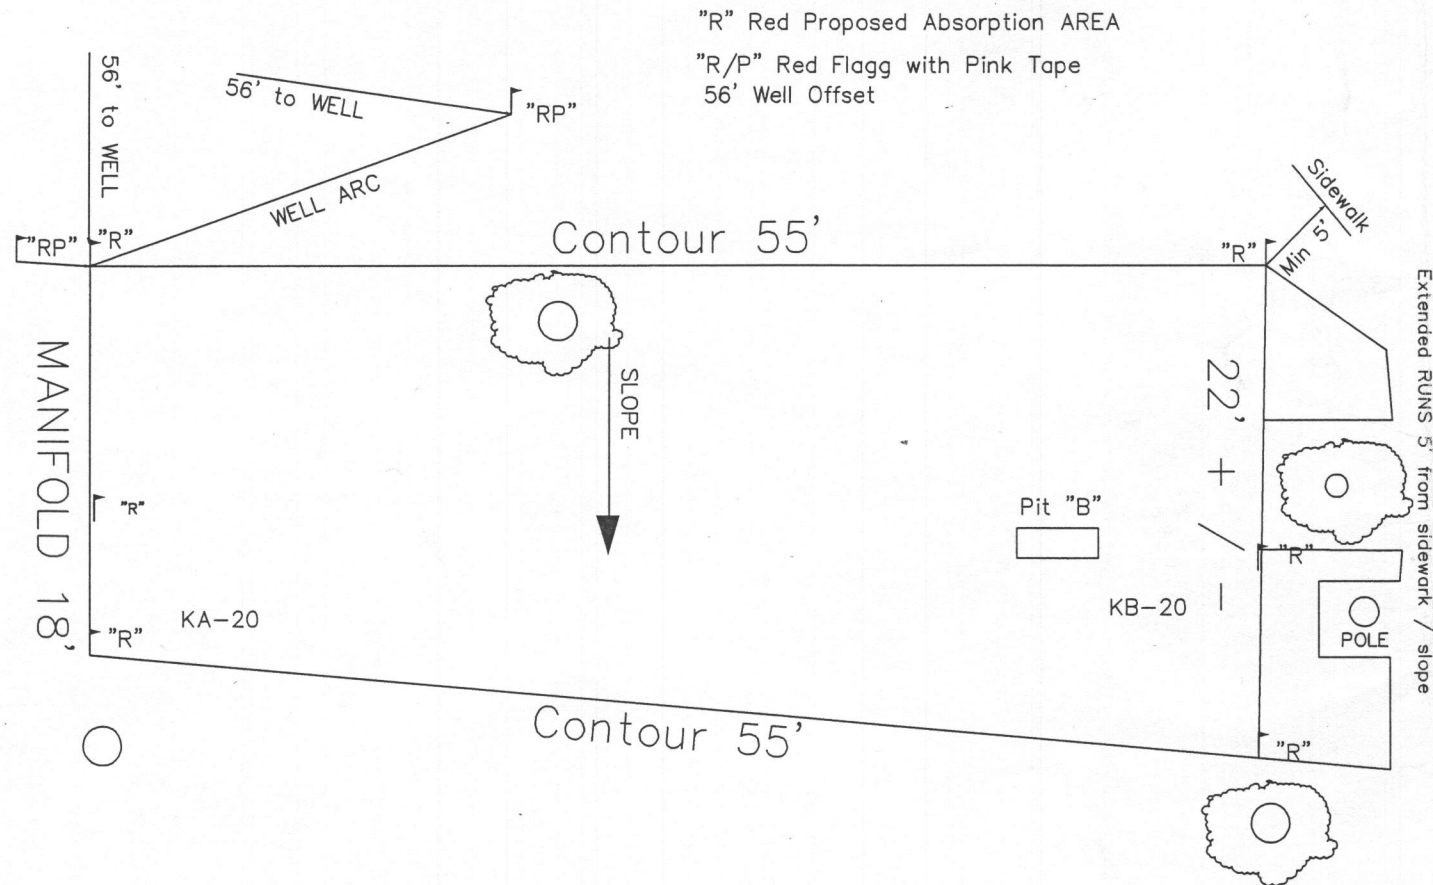 "R" Red Proposed Absorption AREA
"R/P" Red Flagg with Pink Tape
56' Well Offset
56' to WELL
56' to WELL
"RP"
WELL ARC
"RP"
"R"
Contour 55'
"R"
Sidewalk
Min 5'
Extended RUNS 5' from sidewark / slope
MANIFOLD 18'
SLOPE
22' + / -
"R"
Pit "B"
"R"
KA-20
KB-20
POLE
"R"
Contour 55'
"R"